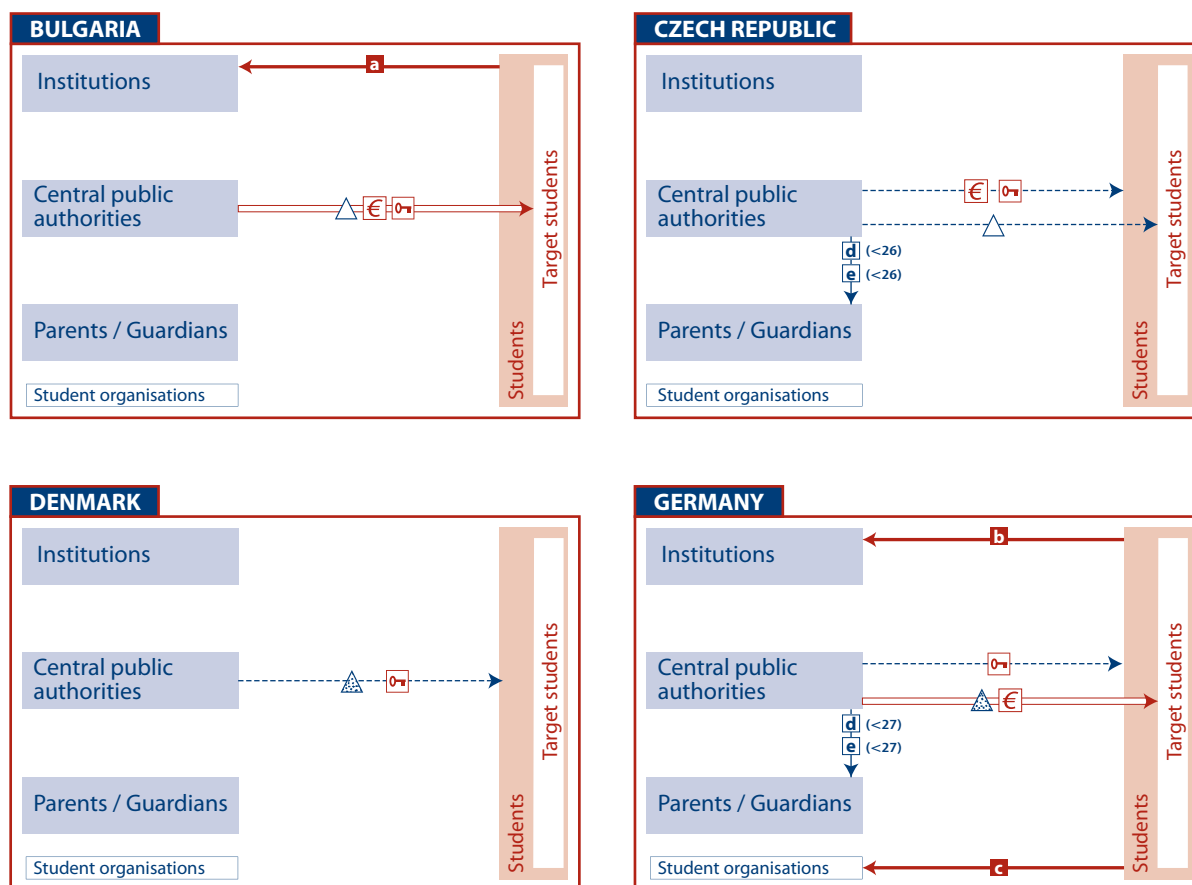 BULGARIA
Institutions
a
Central public
authorities
€
Parents / Guardians
Student organisations
Students
Target students
CZECH REPUBLIC
Institutions
Central public
authorities
€
d (<26)
e (<26)
Parents / Guardians
Student organisations
Students
Target students
DENMARK
Institutions
Central public
authorities
Parents / Guardians
Student organisations
Students
Target students
GERMANY
Institutions
b
Central public
authorities
€
d (<27)
e (<27)
Parents / Guardians
Student organisations
c
Students
Target students